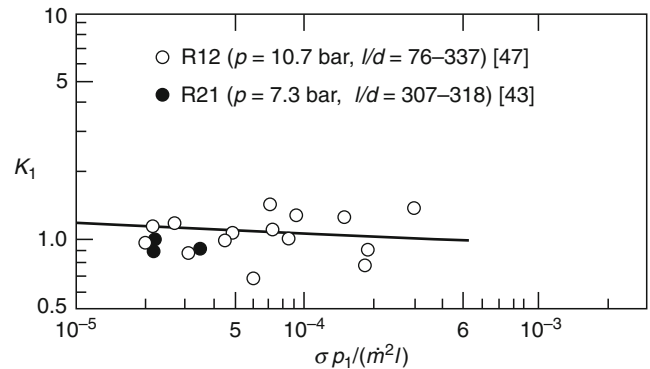 10
R12 (p = 10.7 bar, l/d = 76–337) [47]
5
R21 (p = 7.3 bar, l/d = 307–318) [43]
K₁
1.0
0.5
10⁻⁵
5
10⁻⁴
6
10⁻³
σ p₁/(ṁ²l)